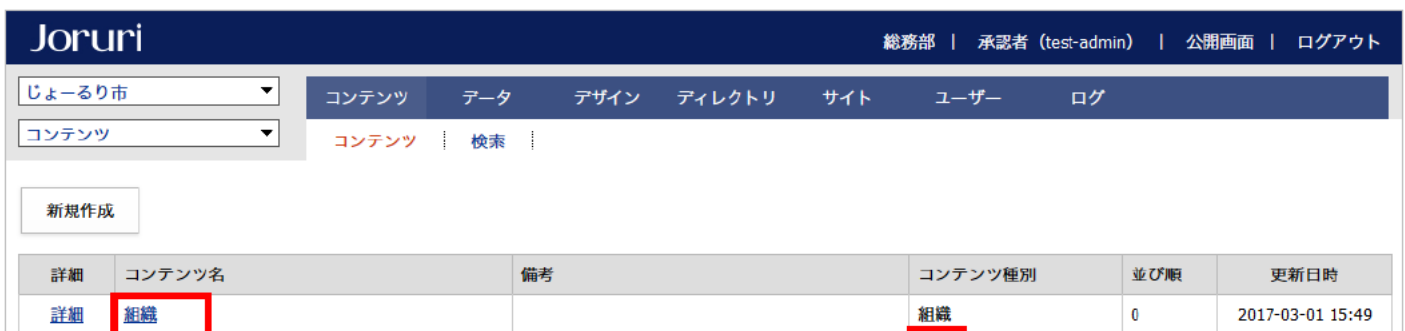 Joruri 総務部 | 承認者（test-admin） | 公開画面 | ログアウト
じょーるり市
コンテンツ データ デザイン ディレクトリ サイト ユーザー ログ
コンテンツ
コンテンツ 検索
新規作成
詳細 コンテンツ名 備考 コンテンツ種別 並び順 更新日時
詳細 組織 組織 0 2017-03-01 15:49